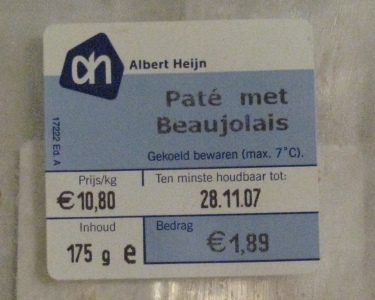 ah Albert Heijn
Paté met
Beaujolais
17222 Ed. A
Gekoeld bewaren (max. 7°C).
Prijs/kg Ten minste houdbaar tot:
€10,80 28.11.07
Inhoud Bedrag
175 g e €1,89